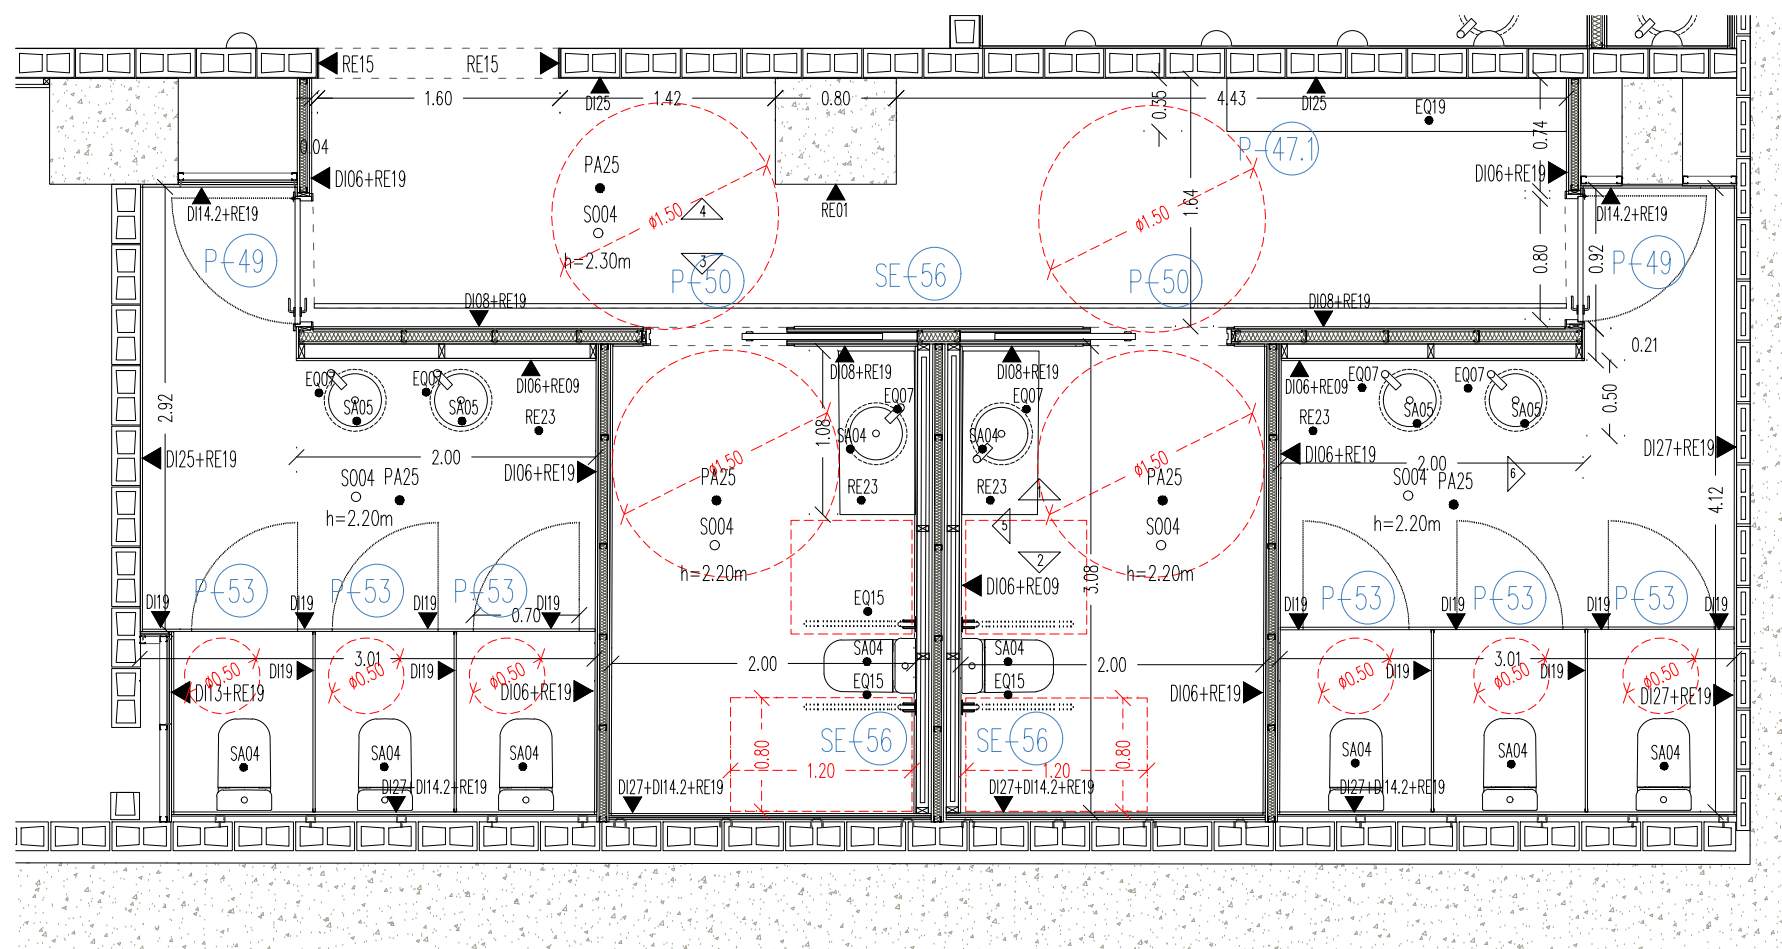 RE15
RE15
1.60
DI25
1.42
0.80
0.35
4.43
DI25
EQ19
0.74
0.04
P-47.1
PA25
DI06+RE19
DI06+RE19
ø1.50
4
ø1.50
1.64
RE01
DI14.2+RE19
SO04
DI14.2+RE19
P-49
h=2.30m
3
P-50
SE-56
P-50
0.80
0.92
P-49
DI08+RE19
DI08+RE19
0.21
DI08+RE19
DI08+RE19
EQ07
EQ07
DI06+RE09
DI06+RE09
EQ07
EQ07
SA05
SA05
EQ07
EQ07
SA05
SA05
2.92
RE23
1.08
SA04
SA04
RE23
0.50
DI25+RE19
2.00
DI06+RE19
ø1.50
ø1.50
DI06+RE19
2.00
DI27+RE19
SO04
PA25
PA25
RE23
RE23
PA25
SO04
PA25
6
4.12
h=2.20m
SO04
1
5
SO04
h=2.20m
2
h=2.20m
h=2.20m
P-53
P-53
P-53
DI06+RE09
3.08
P-53
P-53
P-53
DI19
DI19
DI19
DI19
0.70
EQ15
DI19
DI19
DI19
DI19
3.01
2.00
SA04
SA04
2.00
3.01
ø0.50
ø0.50
ø0.50
DI19
DI19
ø0.50
ø0.50
ø0.50
DI19
DI19
DI13+RE19
DI06+RE19
EQ15
EQ15
DI06+RE19
DI27+RE19
SA04
SA04
SA04
0.80
SE-56
SE-56
0.80
SA04
SA04
SA04
1.20
1.20
DI27+DI14.2+RE19
DI27+DI14.2+RE19
DI27+DI14.2+RE19
DI27+DI14.2+RE19